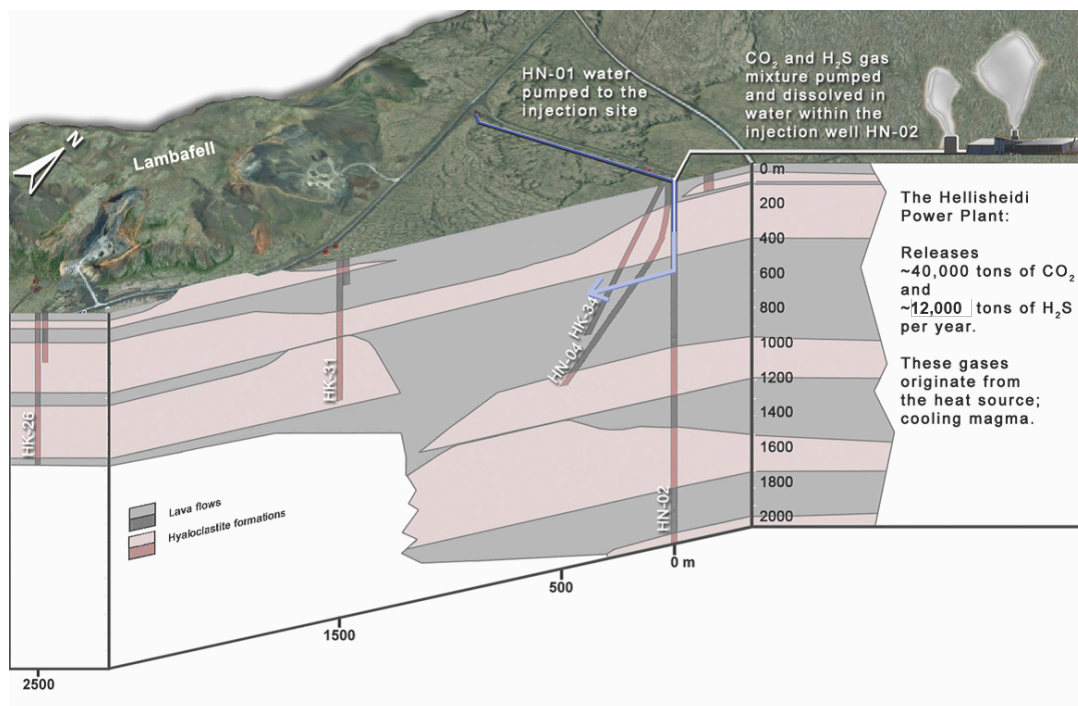 HN-01 water
pumped to the
injection site
CO₂ and H₂S gas
mixture pumped
and dissolved in
water within the
injection well HN-02
N
Lambafell
0 m
200
400
600
800
1000
1200
1400
1600
1800
2000
The Hellisheidi
Power Plant:
Releases
~40,000 tons of CO₂
and
~12,000 tons of H₂S
per year.
These gases
originate from
the heat source;
cooling magma.
HK-34
HN-04
HK-31
HK-26
HN-02
Lava flows
Hyaloclastite formations
0 m
500
1500
2500